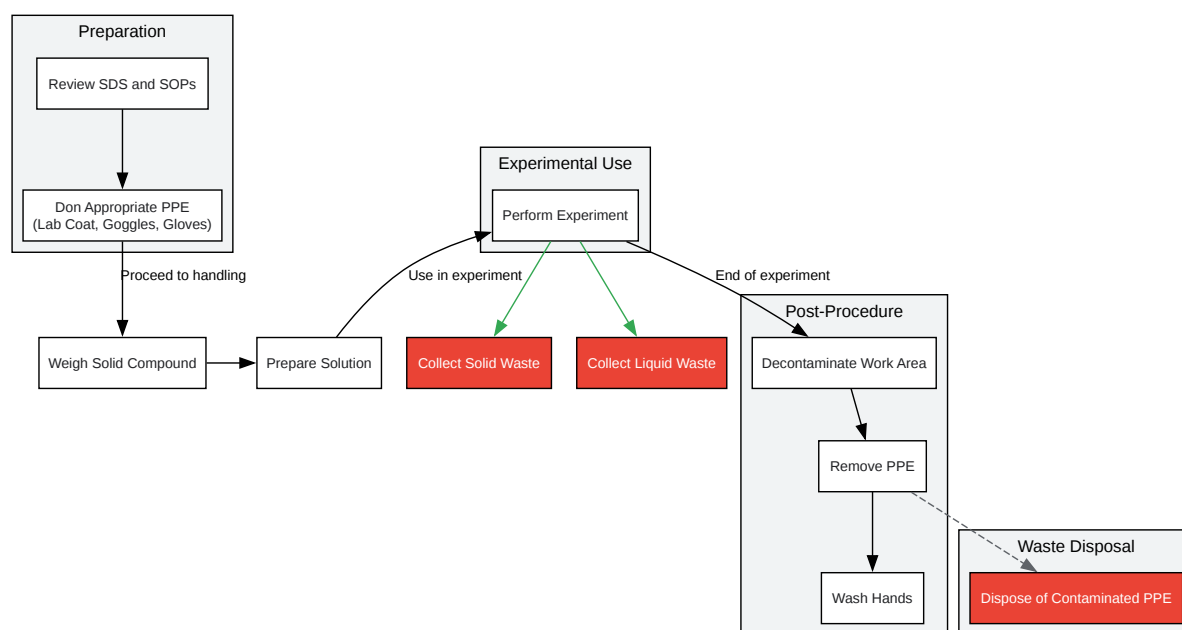 Preparation
Review SDS and SOPs
Don Appropriate PPE
(Lab Coat, Goggles, Gloves)
Proceed to handling
Weigh Solid Compound
Prepare Solution
Use in experiment
Experimental Use
Perform Experiment
Collect Solid Waste
Collect Liquid Waste
End of experiment
Post-Procedure
Decontaminate Work Area
Remove PPE
Wash Hands
Waste Disposal
Dispose of Contaminated PPE